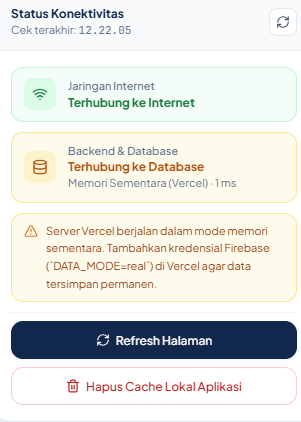 Status Konektivitas
Cek terakhir: 12.22.05
Jaringan Internet
Terhubung ke Internet
Backend & Database
Terhubung ke Database
Memori Sementara (Vercel) · 1 ms
Server Vercel berjalan dalam mode memori
sementara. Tambahkan kredensial Firebase
(`DATA_MODE=real`) di Vercel agar data
tersimpan permanen.
Refresh Halaman
Hapus Cache Lokal Aplikasi